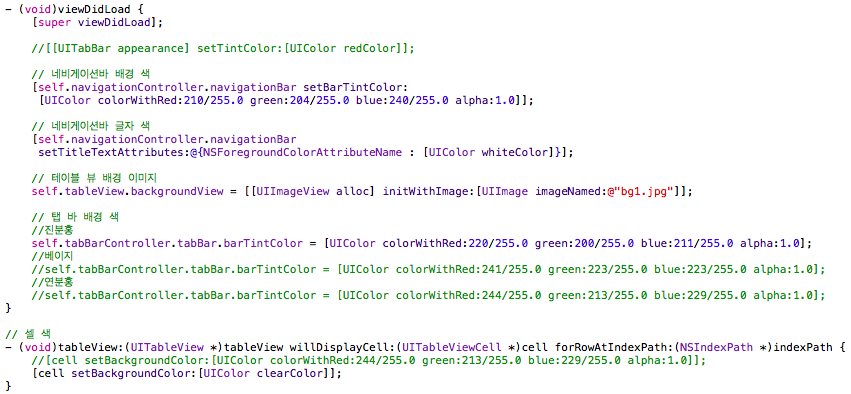 - (void)viewDidLoad {
    [super viewDidLoad];

    //[[UITabBar appearance] setTintColor:[UIColor redColor]];

    // 네비게이션바 배경 색
    [self.navigationController.navigationBar setBarTintColor:
     [UIColor colorWithRed:210/255.0 green:204/255.0 blue:240/255.0 alpha:1.0]];

    // 네비게이션바 글자 색
    [self.navigationController.navigationBar
     setTitleTextAttributes:@{NSForegroundColorAttributeName : [UIColor whiteColor]}];

    // 테이블 뷰 배경 이미지
    self.tableView.backgroundView = [[UIImageView alloc] initWithImage:[UIImage imageNamed:@"bg1.jpg"]];

    // 탭 바 배경 색
    //진분홍
    self.tabBarController.tabBar.barTintColor = [UIColor colorWithRed:220/255.0 green:200/255.0 blue:211/255.0 alpha:1.0];
    //베이지
    //self.tabBarController.tabBar.barTintColor = [UIColor colorWithRed:241/255.0 green:223/255.0 blue:223/255.0 alpha:1.0];
    //연분홍
    //self.tabBarController.tabBar.barTintColor = [UIColor colorWithRed:244/255.0 green:213/255.0 blue:229/255.0 alpha:1.0];
}

// 셀 색
- (void)tableView:(UITableView *)tableView willDisplayCell:(UITableViewCell *)cell forRowAtIndexPath:(NSIndexPath *)indexPath {
    //[cell setBackgroundColor:[UIColor colorWithRed:244/255.0 green:213/255.0 blue:229/255.0 alpha:1.0]];
    [cell setBackgroundColor:[UIColor clearColor]];
}